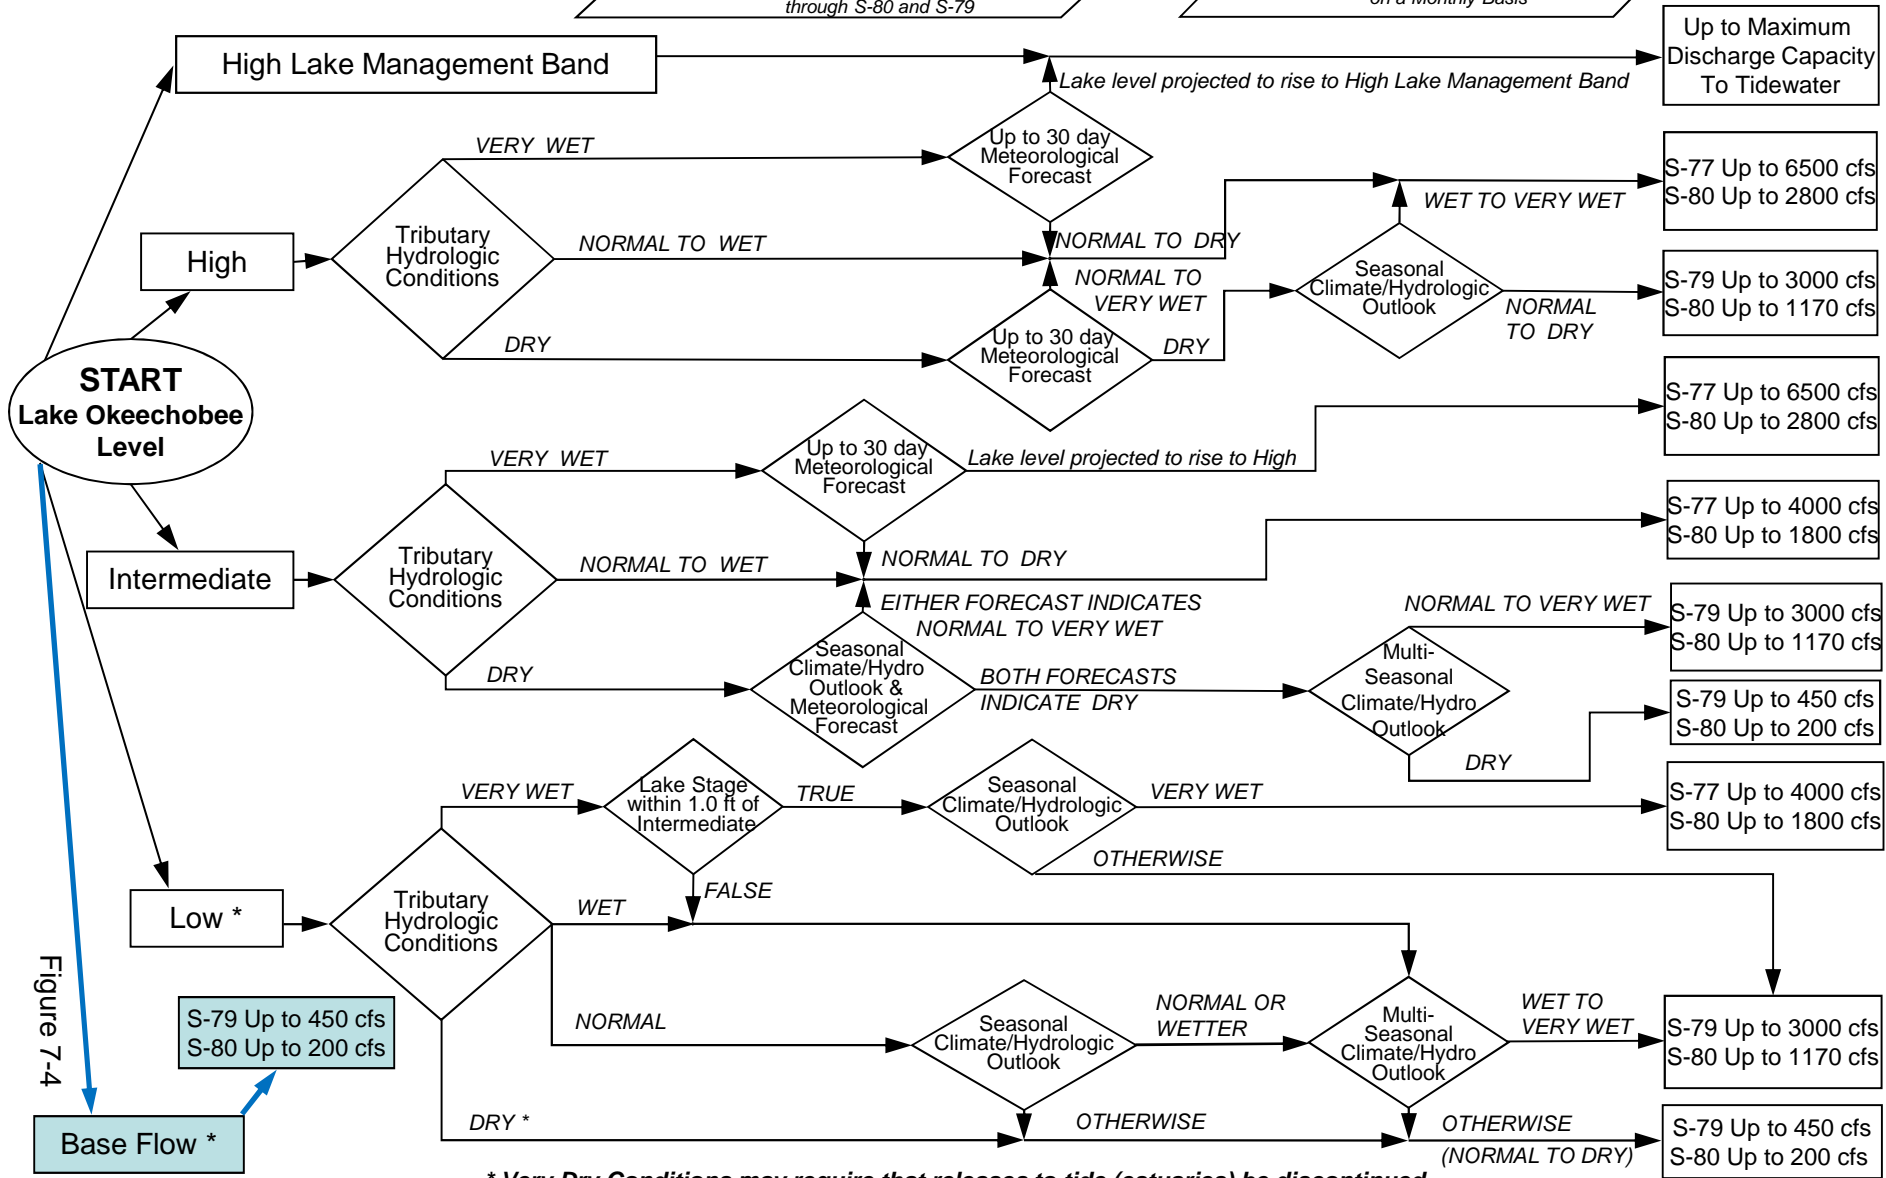 through S-80 and S-79
on a Monthly Basis
High Lake Management Band
Up to Maximum
Discharge Capacity
To Tidewater
Lake level projected to rise to High Lake Management Band
VERY WET
Up to 30 day
Meteorological
Forecast
S-77 Up to 6500 cfs
S-80 Up to 2800 cfs
WET TO VERY WET
High
Tributary
Hydrologic
Conditions
NORMAL TO WET
NORMAL TO DRY
NORMAL TO
VERY WET
Seasonal
Climate/Hydrologic
Outlook
NORMAL
TO DRY
S-79 Up to 3000 cfs
S-80 Up to 1170 cfs
DRY
Up to 30 day
Meteorological
Forecast
DRY
START
Lake Okeechobee
Level
S-77 Up to 6500 cfs
S-80 Up to 2800 cfs
VERY WET
Up to 30 day
Meteorological
Forecast
Lake level projected to rise to High
S-77 Up to 4000 cfs
S-80 Up to 1800 cfs
Intermediate
Tributary
Hydrologic
Conditions
NORMAL TO WET
NORMAL TO DRY
EITHER FORECAST INDICATES
NORMAL TO VERY WET
NORMAL TO VERY WET
S-79 Up to 3000 cfs
S-80 Up to 1170 cfs
DRY
Seasonal
Climate/Hydro
Outlook &
Meteorological
Forecast
BOTH FORECASTS
INDICATE DRY
Multi-
Seasonal
Climate/Hydro
Outlook
DRY
S-79 Up to 450 cfs
S-80 Up to 200 cfs
VERY WET
Lake Stage
within 1.0 ft of
Intermediate
TRUE
Seasonal
Climate/Hydrologic
Outlook
VERY WET
S-77 Up to 4000 cfs
S-80 Up to 1800 cfs
OTHERWISE
FALSE
Low *
Tributary
Hydrologic
Conditions
WET
NORMAL
Seasonal
Climate/Hydrologic
Outlook
NORMAL OR
WETTER
Multi-
Seasonal
Climate/Hydro
Outlook
WET TO
VERY WET
S-79 Up to 3000 cfs
S-80 Up to 1170 cfs
Figure 7-4
S-79 Up to 450 cfs
S-80 Up to 200 cfs
Base Flow *
DRY *
OTHERWISE
OTHERWISE
(NORMAL TO DRY)
S-79 Up to 450 cfs
S-80 Up to 200 cfs
* Very Dry Conditions may require that releases to tide (estuaries) be discontinued